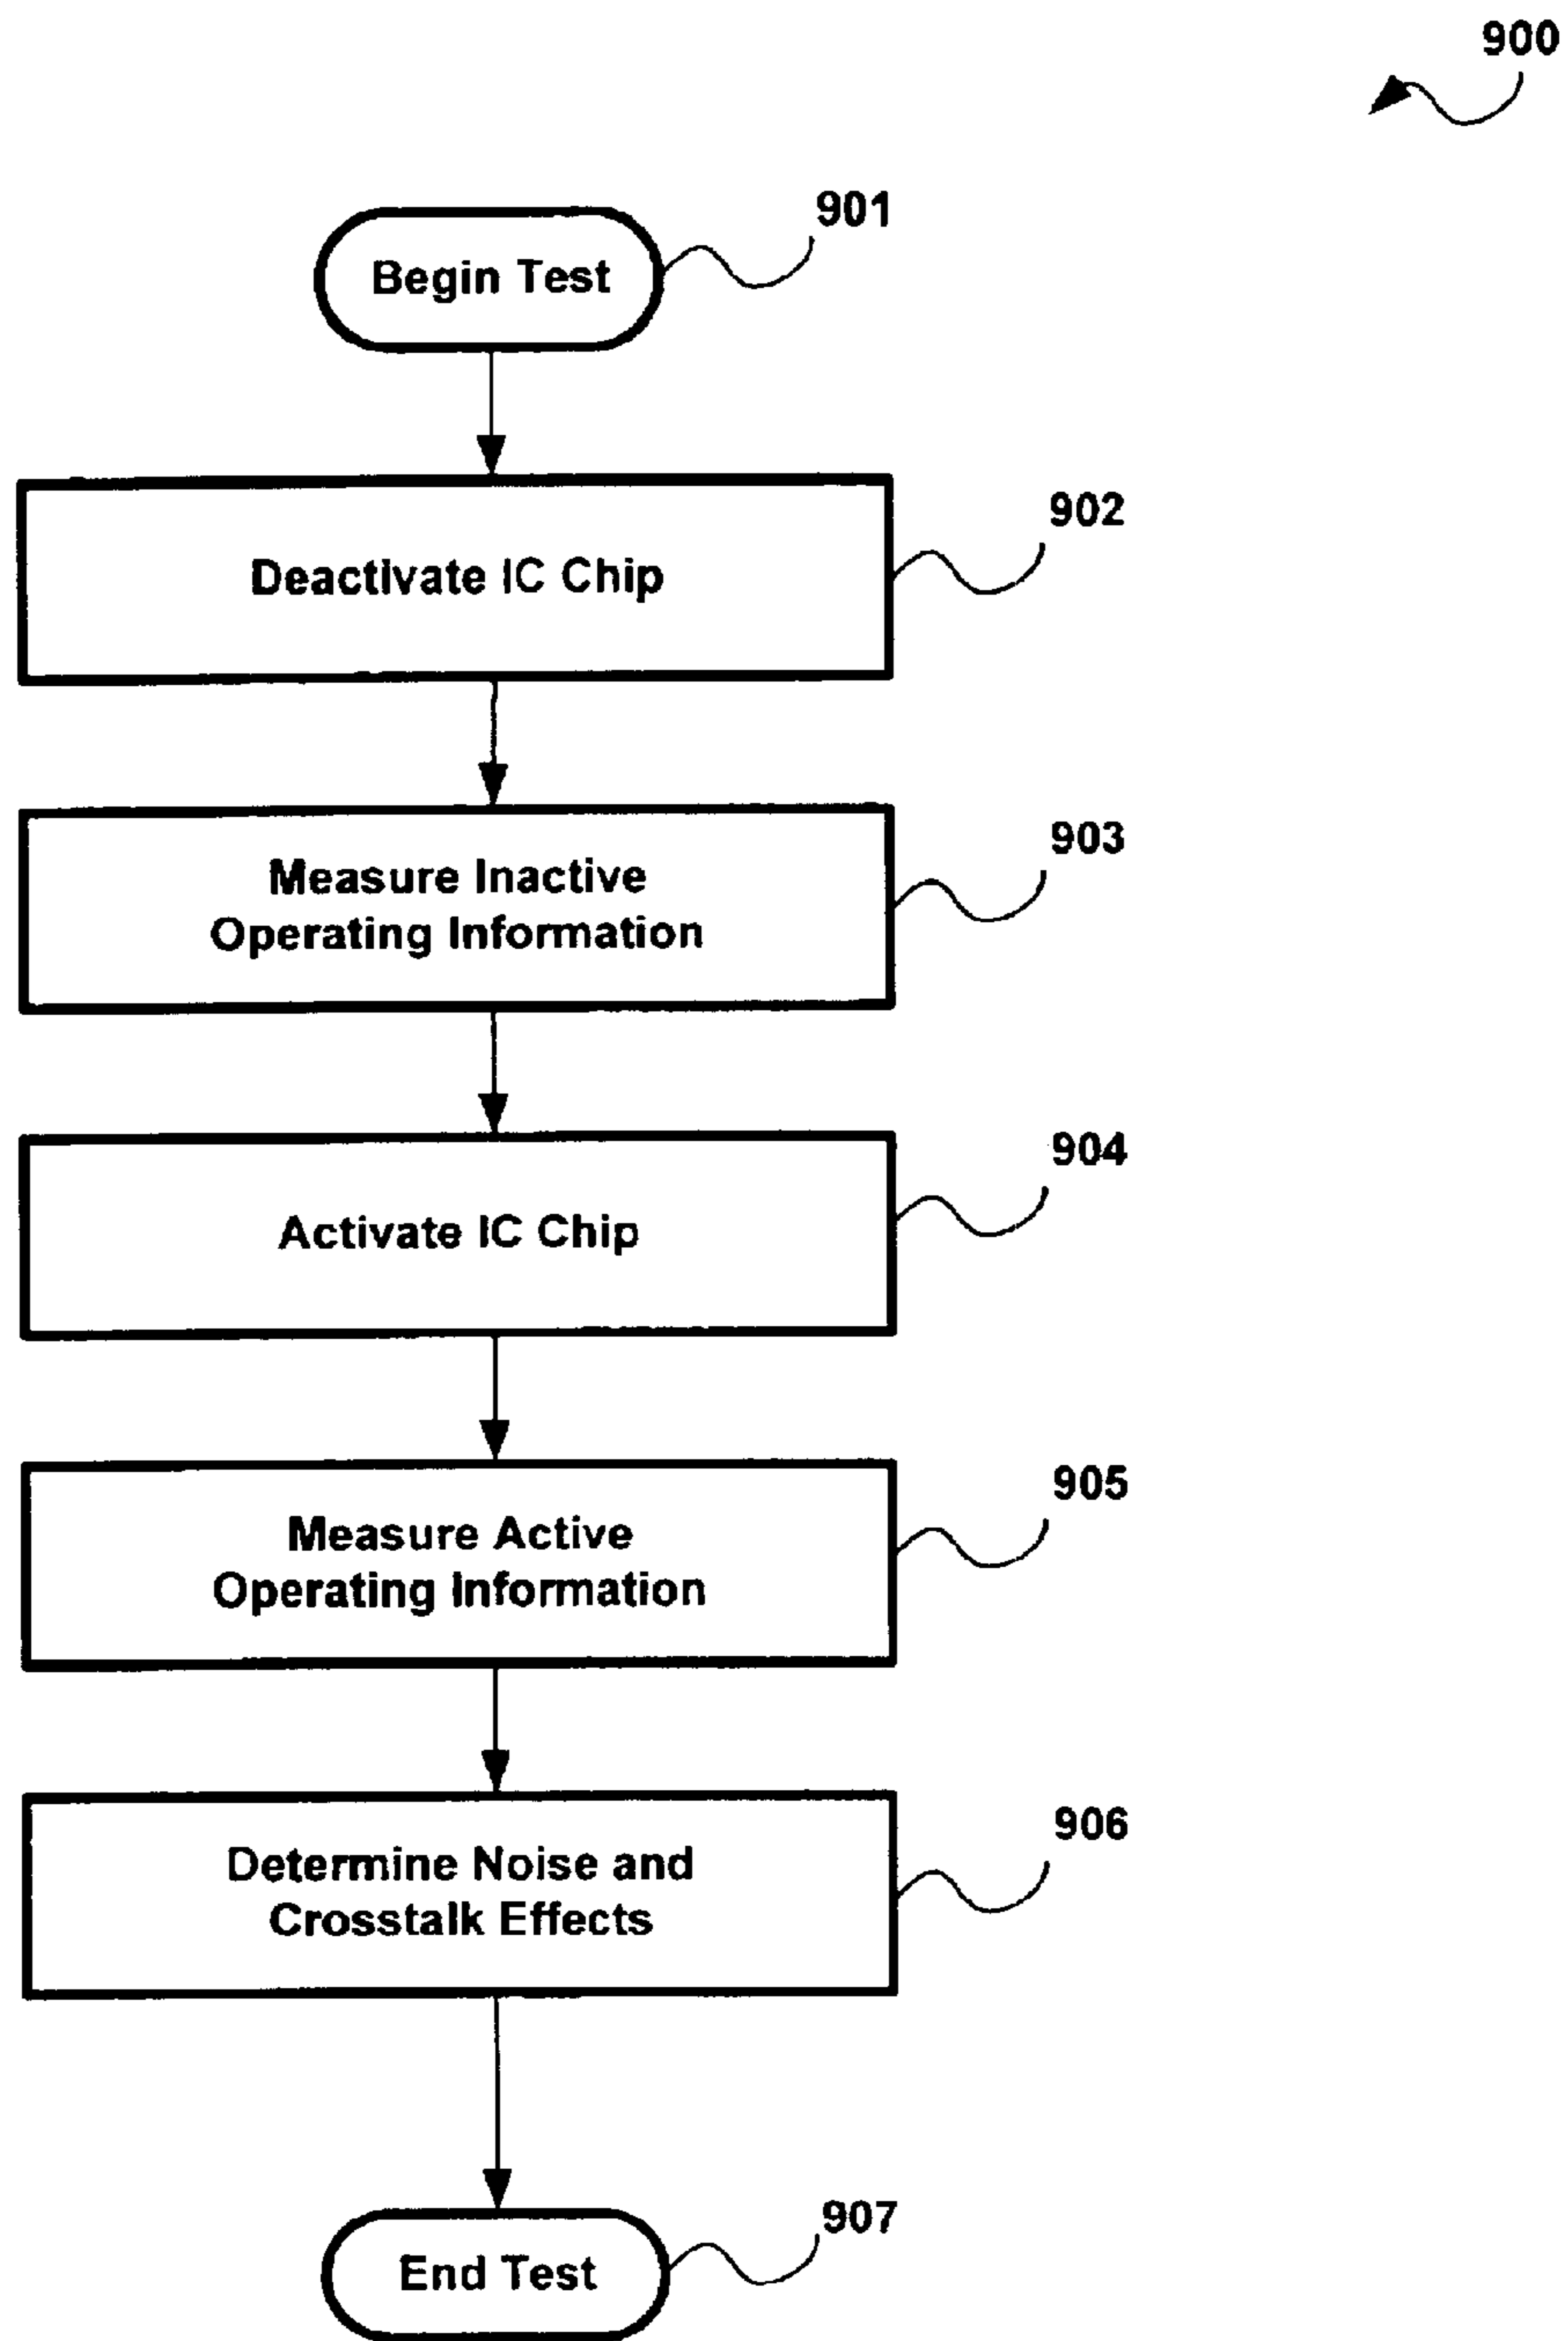 900
901
Begin Test
902
Deactivate IC Chip
903
Measure Inactive
Operating Information
904
Activate IC Chip
905
Measure Active
Operating Information
906
Determine Noise and
Crosstalk Effects
907
End Test